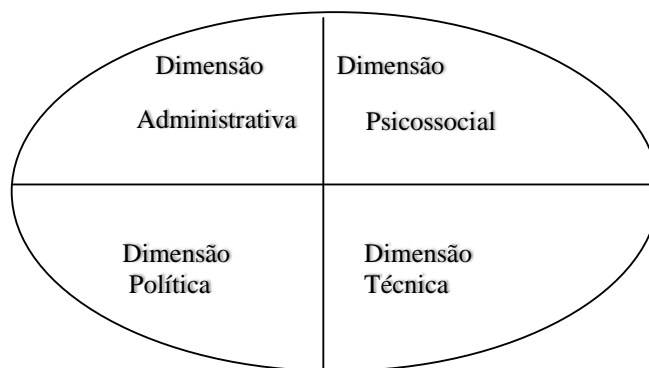 Dimensão
Administrativa
Dimensão
Psicossocial
Dimensão
Política
Dimensão
Técnica